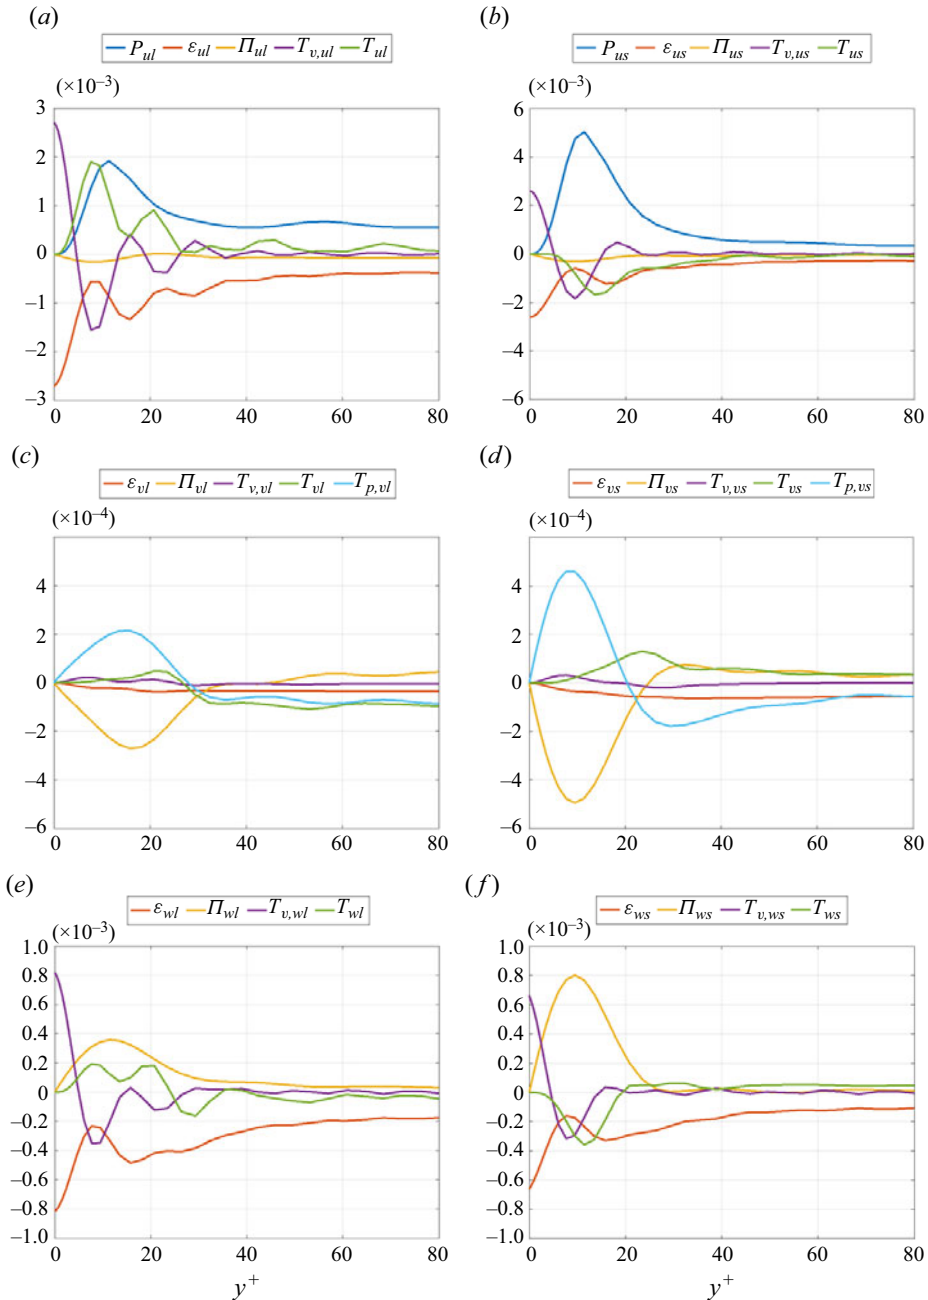 (a) (b)
P_ul ε_ul Π_ul T_v,ul T_ul
P_us ε_us Π_us T_v,us T_us
(×10⁻³) (×10⁻³)
3 6
2 4
1 2
0 0
–1 –2
–2 –4
–3 –6
0 20 40 60 80 0 20 40 60 80
(c) (d)
ε_vl Π_vl T_v,vl T_vl T_p,vl
ε_vs Π_vs T_v,vs T_vs T_p,vs
(×10⁻⁴) (×10⁻⁴)
4 4
2 2
0 0
–2 –2
–4 –4
–6 –6
0 20 40 60 80 0 20 40 60 80
(e) (f)
ε_wl Π_wl T_v,wl T_wl
ε_ws Π_ws T_v,ws T_ws
(×10⁻³) (×10⁻³)
1.0 1.0
0.8 0.8
0.6 0.6
0.4 0.4
0.2 0.2
0 0
–0.2 –0.2
–0.4 –0.4
–0.6 –0.6
–0.8 –0.8
–1.0 –1.0
0 20 40 60 80 0 20 40 60 80
y⁺ y⁺